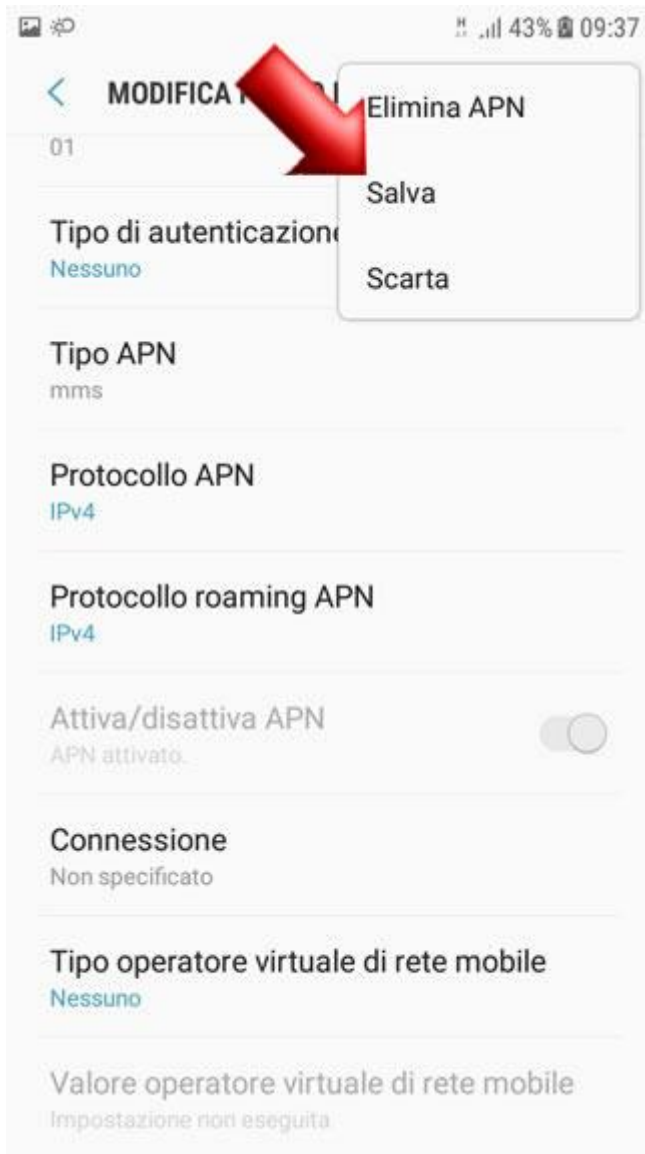 43% 09:37
MODIFICA
Elimina APN
01
Salva
Tipo di autenticazione
Nessuno
Scarta
Tipo APN
mms
Protocollo APN
IPv4
Protocollo roaming APN
IPv4
Attiva/disattiva APN
APN attivato.
Connessione
Non specificato
Tipo operatore virtuale di rete mobile
Nessuno
Valore operatore virtuale di rete mobile
Impostazione non eseguita